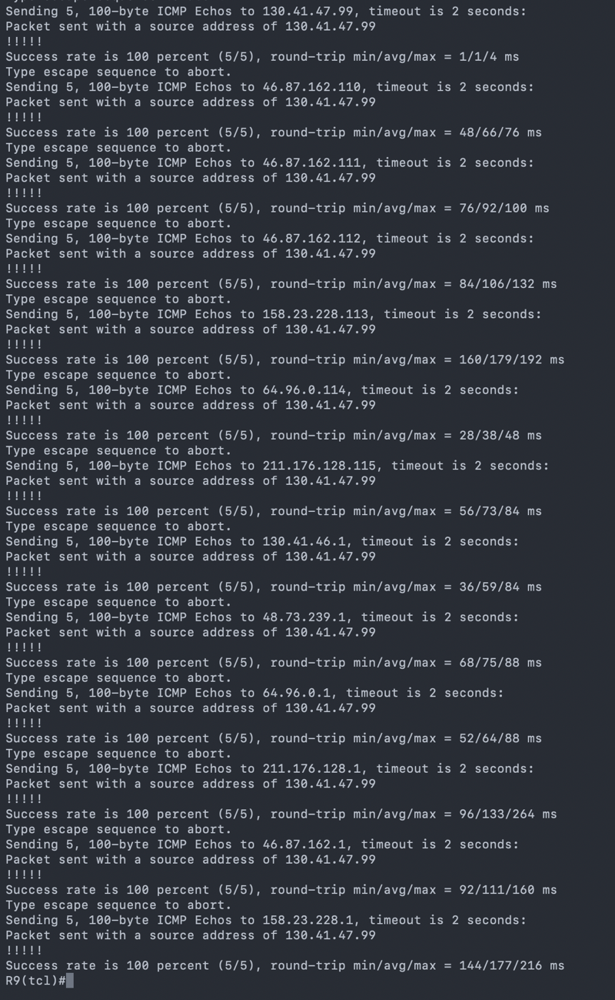 Sending 5, 100-byte ICMP Echos to 130.41.47.99, timeout is 2 seconds:
Packet sent with a source address of 130.41.47.99
!!!!!
Success rate is 100 percent (5/5), round-trip min/avg/max = 1/1/4 ms
Type escape sequence to abort.
Sending 5, 100-byte ICMP Echos to 46.87.162.110, timeout is 2 seconds:
Packet sent with a source address of 130.41.47.99
!!!!!
Success rate is 100 percent (5/5), round-trip min/avg/max = 48/66/76 ms
Type escape sequence to abort.
Sending 5, 100-byte ICMP Echos to 46.87.162.111, timeout is 2 seconds:
Packet sent with a source address of 130.41.47.99
!!!!!
Success rate is 100 percent (5/5), round-trip min/avg/max = 76/92/100 ms
Type escape sequence to abort.
Sending 5, 100-byte ICMP Echos to 46.87.162.112, timeout is 2 seconds:
Packet sent with a source address of 130.41.47.99
!!!!!
Success rate is 100 percent (5/5), round-trip min/avg/max = 84/106/132 ms
Type escape sequence to abort.
Sending 5, 100-byte ICMP Echos to 158.23.228.113, timeout is 2 seconds:
Packet sent with a source address of 130.41.47.99
!!!!!
Success rate is 100 percent (5/5), round-trip min/avg/max = 160/179/192 ms
Type escape sequence to abort.
Sending 5, 100-byte ICMP Echos to 64.96.0.114, timeout is 2 seconds:
Packet sent with a source address of 130.41.47.99
!!!!!
Success rate is 100 percent (5/5), round-trip min/avg/max = 28/38/48 ms
Type escape sequence to abort.
Sending 5, 100-byte ICMP Echos to 211.176.128.115, timeout is 2 seconds:
Packet sent with a source address of 130.41.47.99
!!!!!
Success rate is 100 percent (5/5), round-trip min/avg/max = 56/73/84 ms
Type escape sequence to abort.
Sending 5, 100-byte ICMP Echos to 130.41.46.1, timeout is 2 seconds:
Packet sent with a source address of 130.41.47.99
!!!!!
Success rate is 100 percent (5/5), round-trip min/avg/max = 36/59/84 ms
Type escape sequence to abort.
Sending 5, 100-byte ICMP Echos to 48.73.239.1, timeout is 2 seconds:
Packet sent with a source address of 130.41.47.99
!!!!!
Success rate is 100 percent (5/5), round-trip min/avg/max = 68/75/88 ms
Type escape sequence to abort.
Sending 5, 100-byte ICMP Echos to 64.96.0.1, timeout is 2 seconds:
Packet sent with a source address of 130.41.47.99
!!!!!
Success rate is 100 percent (5/5), round-trip min/avg/max = 52/64/88 ms
Type escape sequence to abort.
Sending 5, 100-byte ICMP Echos to 211.176.128.1, timeout is 2 seconds:
Packet sent with a source address of 130.41.47.99
!!!!!
Success rate is 100 percent (5/5), round-trip min/avg/max = 96/133/264 ms
Type escape sequence to abort.
Sending 5, 100-byte ICMP Echos to 46.87.162.1, timeout is 2 seconds:
Packet sent with a source address of 130.41.47.99
!!!!!
Success rate is 100 percent (5/5), round-trip min/avg/max = 92/111/160 ms
Type escape sequence to abort.
Sending 5, 100-byte ICMP Echos to 158.23.228.1, timeout is 2 seconds:
Packet sent with a source address of 130.41.47.99
!!!!!
Success rate is 100 percent (5/5), round-trip min/avg/max = 144/177/216 ms
R9(tcl)#